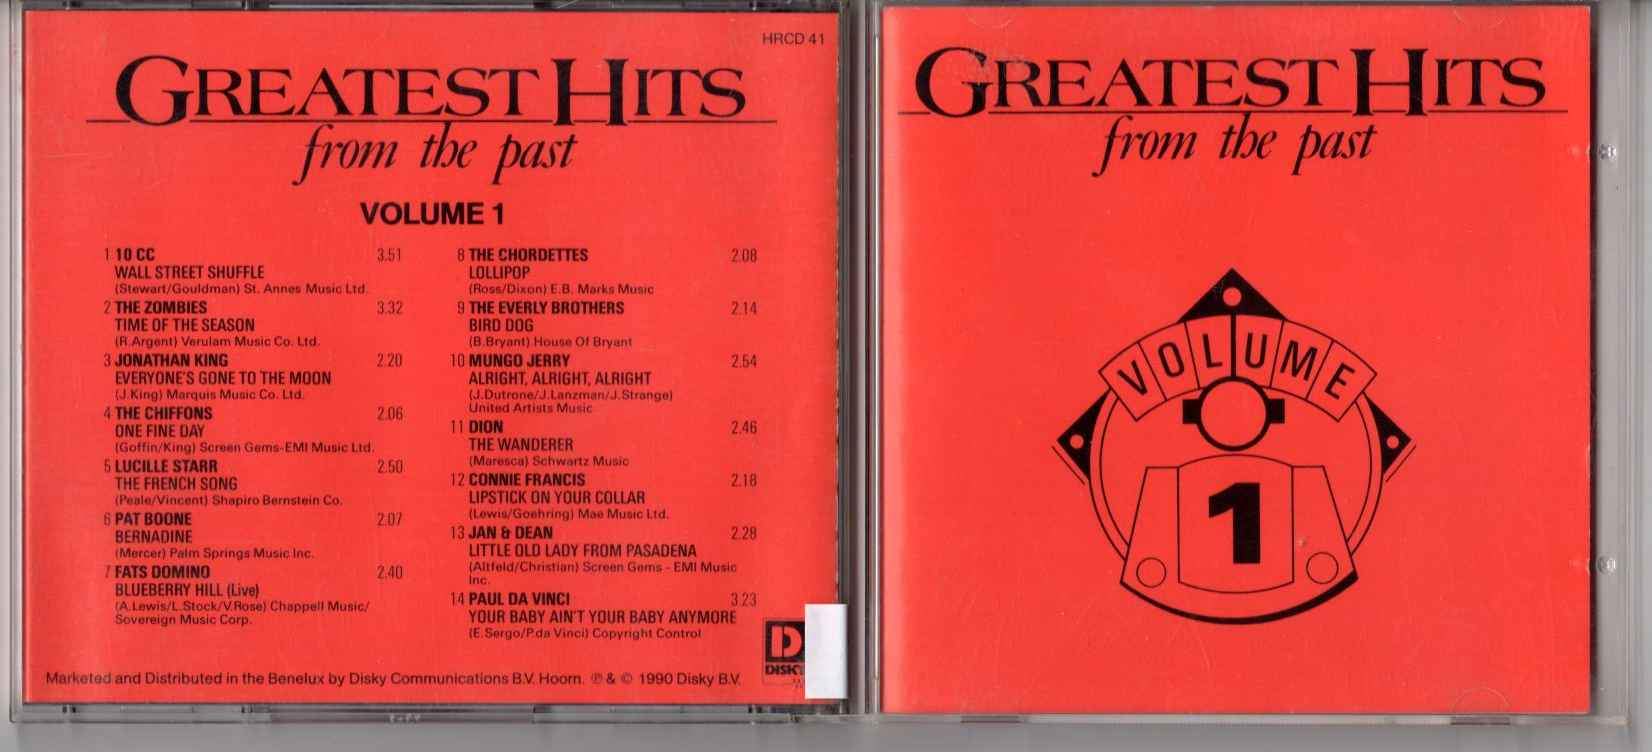 HRCD 41
GREATEST HITS
from the past
VOLUME 1
1 10 CC 3.51
WALL STREET SHUFFLE
(Stewart/Gouldman) St. Annes Music Ltd.
2 THE ZOMBIES 3.32
TIME OF THE SEASON
(R.Argent) Verulam Music Co. Ltd.
3 JONATHAN KING 2.20
EVERYONE'S GONE TO THE MOON
(J.King) Marquis Music Co. Ltd.
4 THE CHIFFONS 2.06
ONE FINE DAY
(Goffin/King) Screen Gems-EMI Music Ltd.
5 LUCILLE STARR 2.50
THE FRENCH SONG
(Peale/Vincent) Shapiro Bernstein Co.
6 PAT BOONE 2.07
BERNADINE
(Mercer) Palm Springs Music Inc.
7 FATS DOMINO 2.40
BLUEBERRY HILL (Live)
(A.Lewis/L.Stock/V.Rose) Chappell Music/
Sovereign Music Corp.
8 THE CHORDETTES 2.08
LOLLIPOP
(Ross/Dixon) E.B. Marks Music
9 THE EVERLY BROTHERS 2.14
BIRD DOG
(B.Bryant) House Of Bryant
10 MUNGO JERRY 2.54
ALRIGHT, ALRIGHT, ALRIGHT
(J.Dutrone/J.Lanzman/J.Strange)
United Artists Music
11 DION 2.46
THE WANDERER
(Maresca) Schwartz Music
12 CONNIE FRANCIS 2.18
LIPSTICK ON YOUR COLLAR
(Lewis/Goehring) Mae Music Ltd.
13 JAN & DEAN 2.28
LITTLE OLD LADY FROM PASADENA
(Altfeld/Christian) Screen Gems - EMI Music
Inc.
14 PAUL DA VINCI 3.23
YOUR BABY AIN'T YOUR BABY ANYMORE
(E.Sergo/P.da Vinci) Copyright Control
D
DISK
Marketed and Distributed in the Benelux by Disky Communications B.V. Hoorn. ℗ & © 1990 Disky B.V.
GREATEST HITS
from the past
VOLUME
1